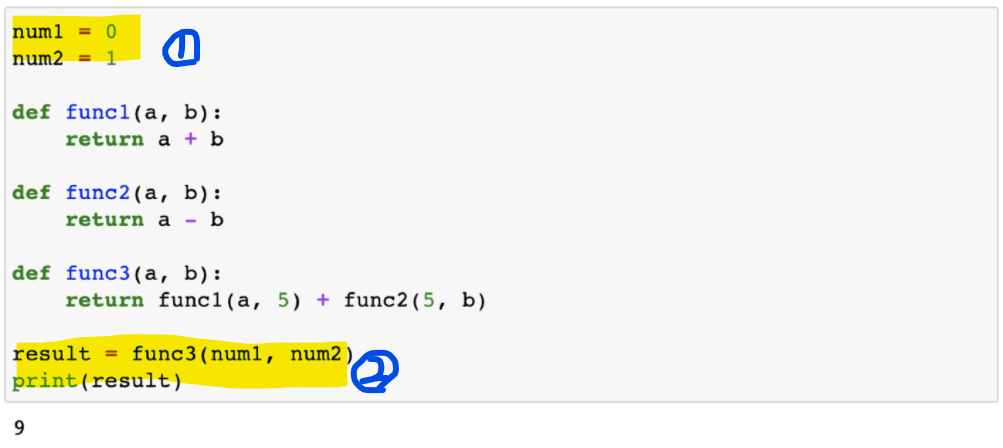 num1 = 0
num2 = 1
1
def func1(a, b):
    return a + b
def func2(a, b):
    return a - b
def func3(a, b):
    return func1(a, 5) + func2(5, b)
result = func3(num1, num2)
print(result)
2
9